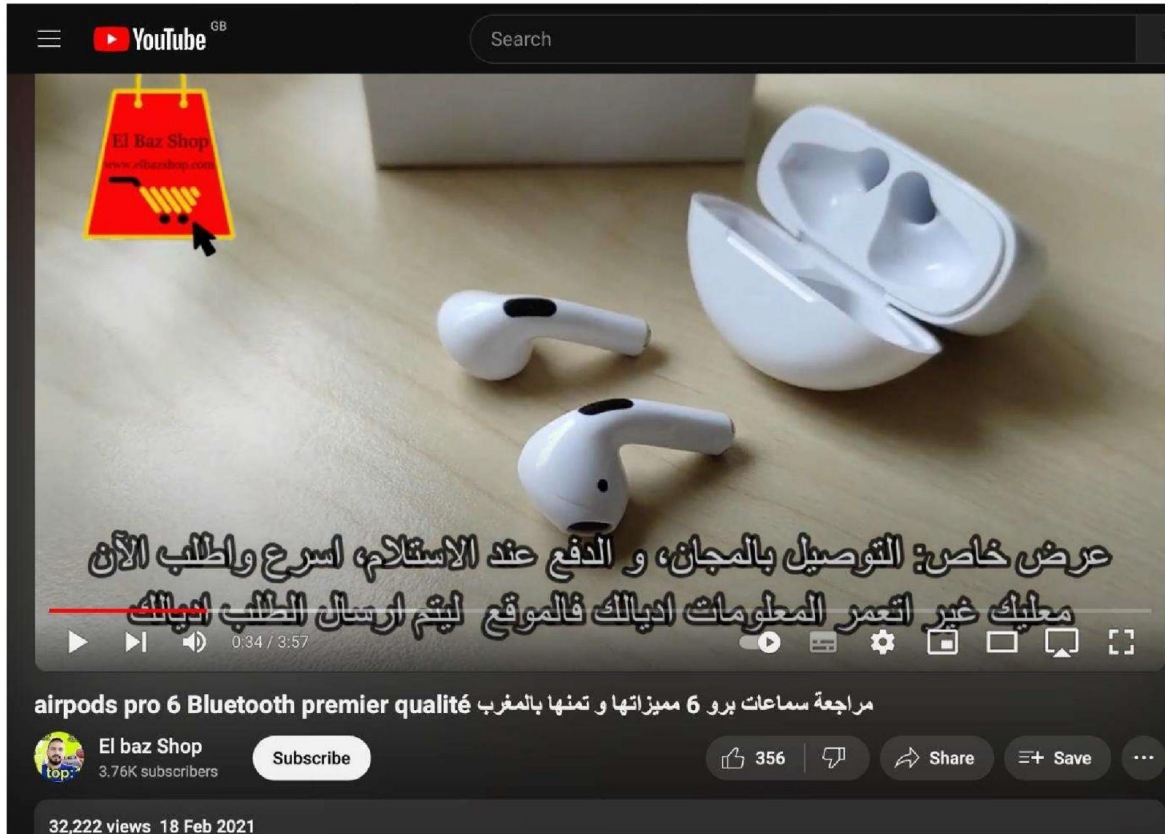 YouTube GB
Search
El Baz Shop
www.elbazshop.com
عرض خاص: التوصيل بالمجان، و الدفع عند الاستلام، اسرع واطلب الآن
معليك غير اتعمر المعلومات اديالك فالموقع ليتم ارسال الطلب اديالك
0:34 / 3:57
airpods pro 6 Bluetooth premier qualité مراجعة سماعات برو 6 مميزاتها و تمنها بالمغرب
El baz Shop
3.76K subscribers
top:
Subscribe
356
Share
Save
32,222 views 18 Feb 2021